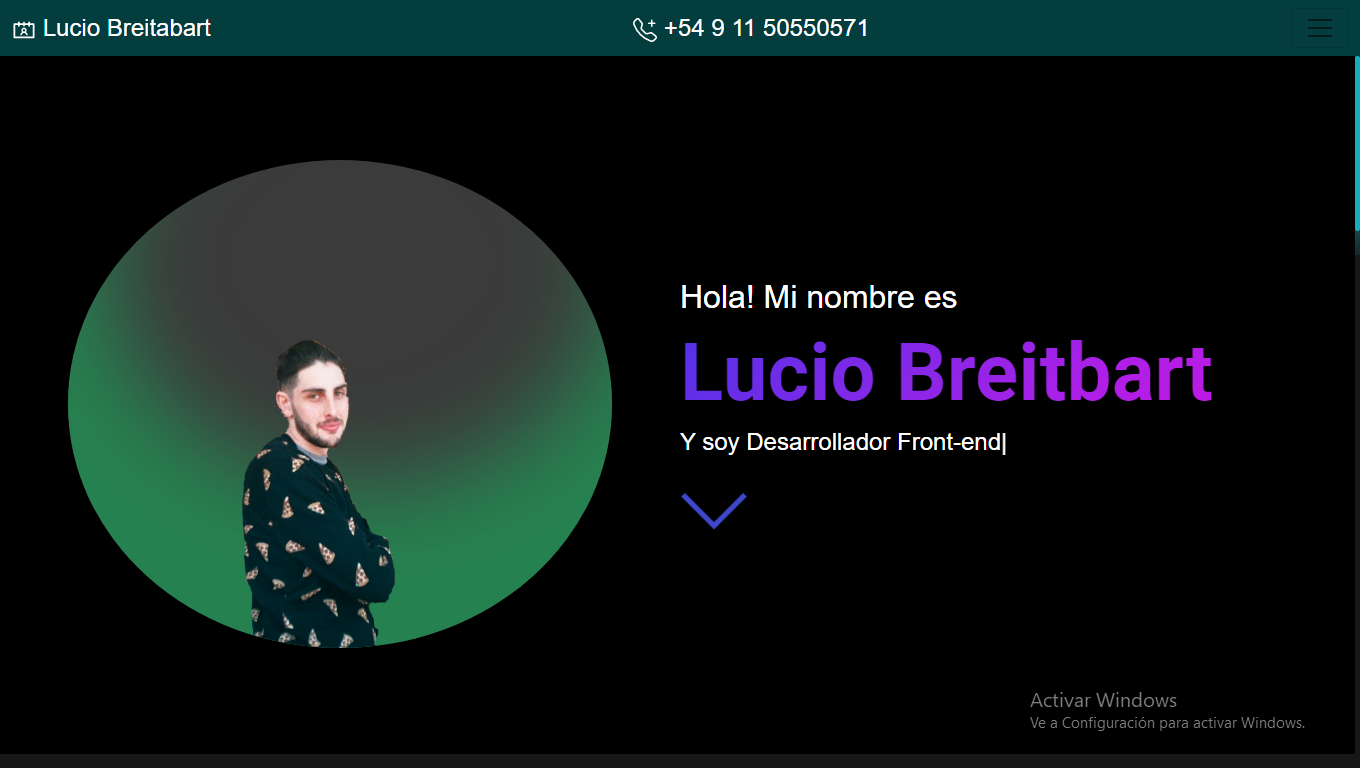 Lucio Breitabart
+54 9 11 50550571
Hola! Mi nombre es
Lucio Breitbart
Y soy Desarrollador Front-end|
Activar Windows
Ve a Configuración para activar Windows.